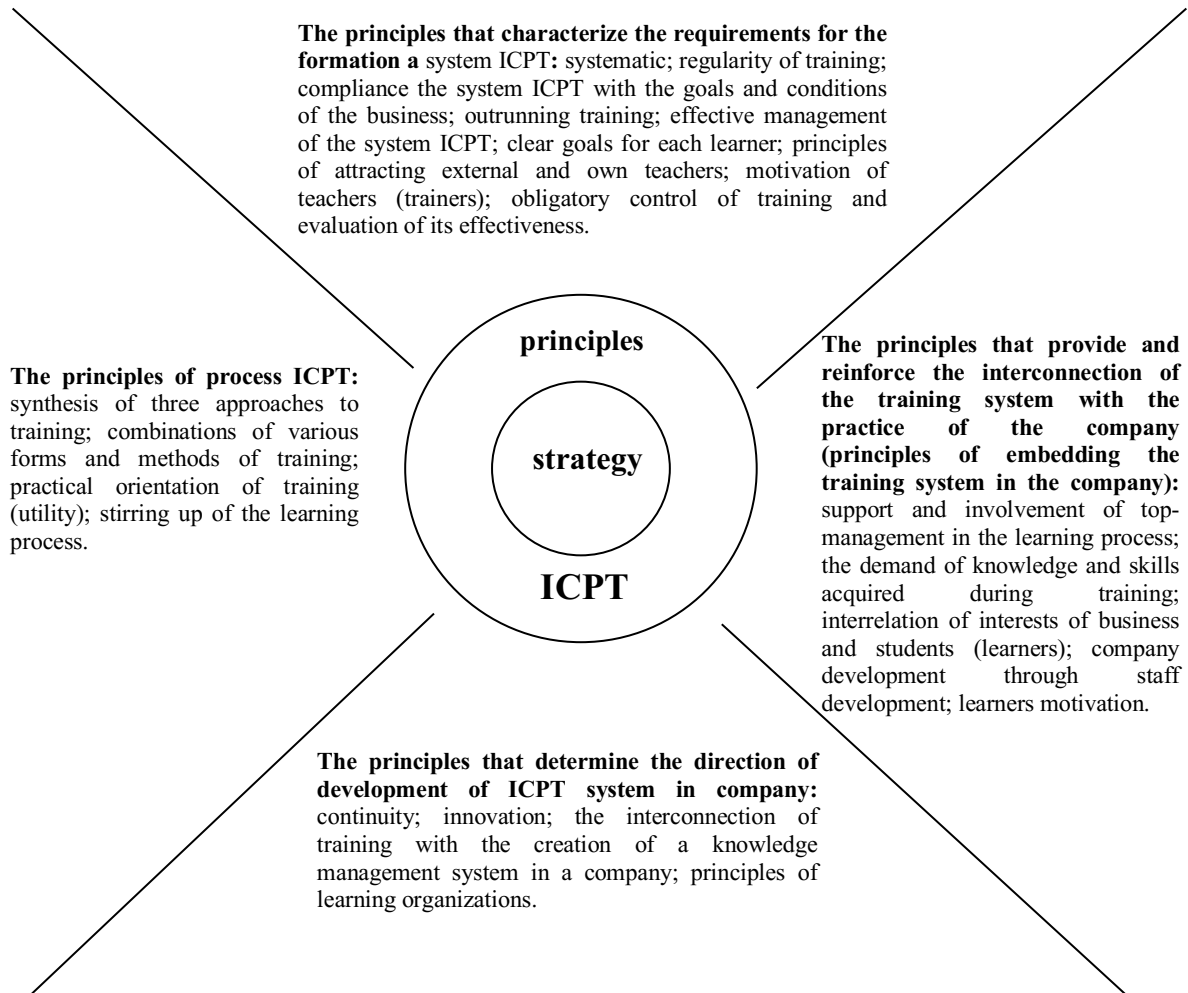 The principles that characterize the requirements for the
formation a system ICPT: systematic; regularity of training;
compliance the system ICPT with the goals and conditions
of the business; outrunning training; effective management
of the system ICPT; clear goals for each learner; principles
of attracting external and own teachers; motivation of
teachers (trainers); obligatory control of training and
evaluation of its effectiveness.
The principles of process ICPT:
synthesis of three approaches to
training; combinations of various
forms and methods of training;
practical orientation of training
(utility); stirring up of the learning
process.
principles
strategy
ICPT
The principles that provide and
reinforce the interconnection of
the training system with the
practice of the company
(principles of embedding the
training system in the company):
support and involvement of top-
management in the learning process;
the demand of knowledge and skills
acquired during training;
interrelation of interests of business
and students (learners); company
development through staff
development; learners motivation.
The principles that determine the direction of
development of ICPT system in company:
continuity; innovation; the interconnection of
training with the creation of a knowledge
management system in a company; principles of
learning organizations.